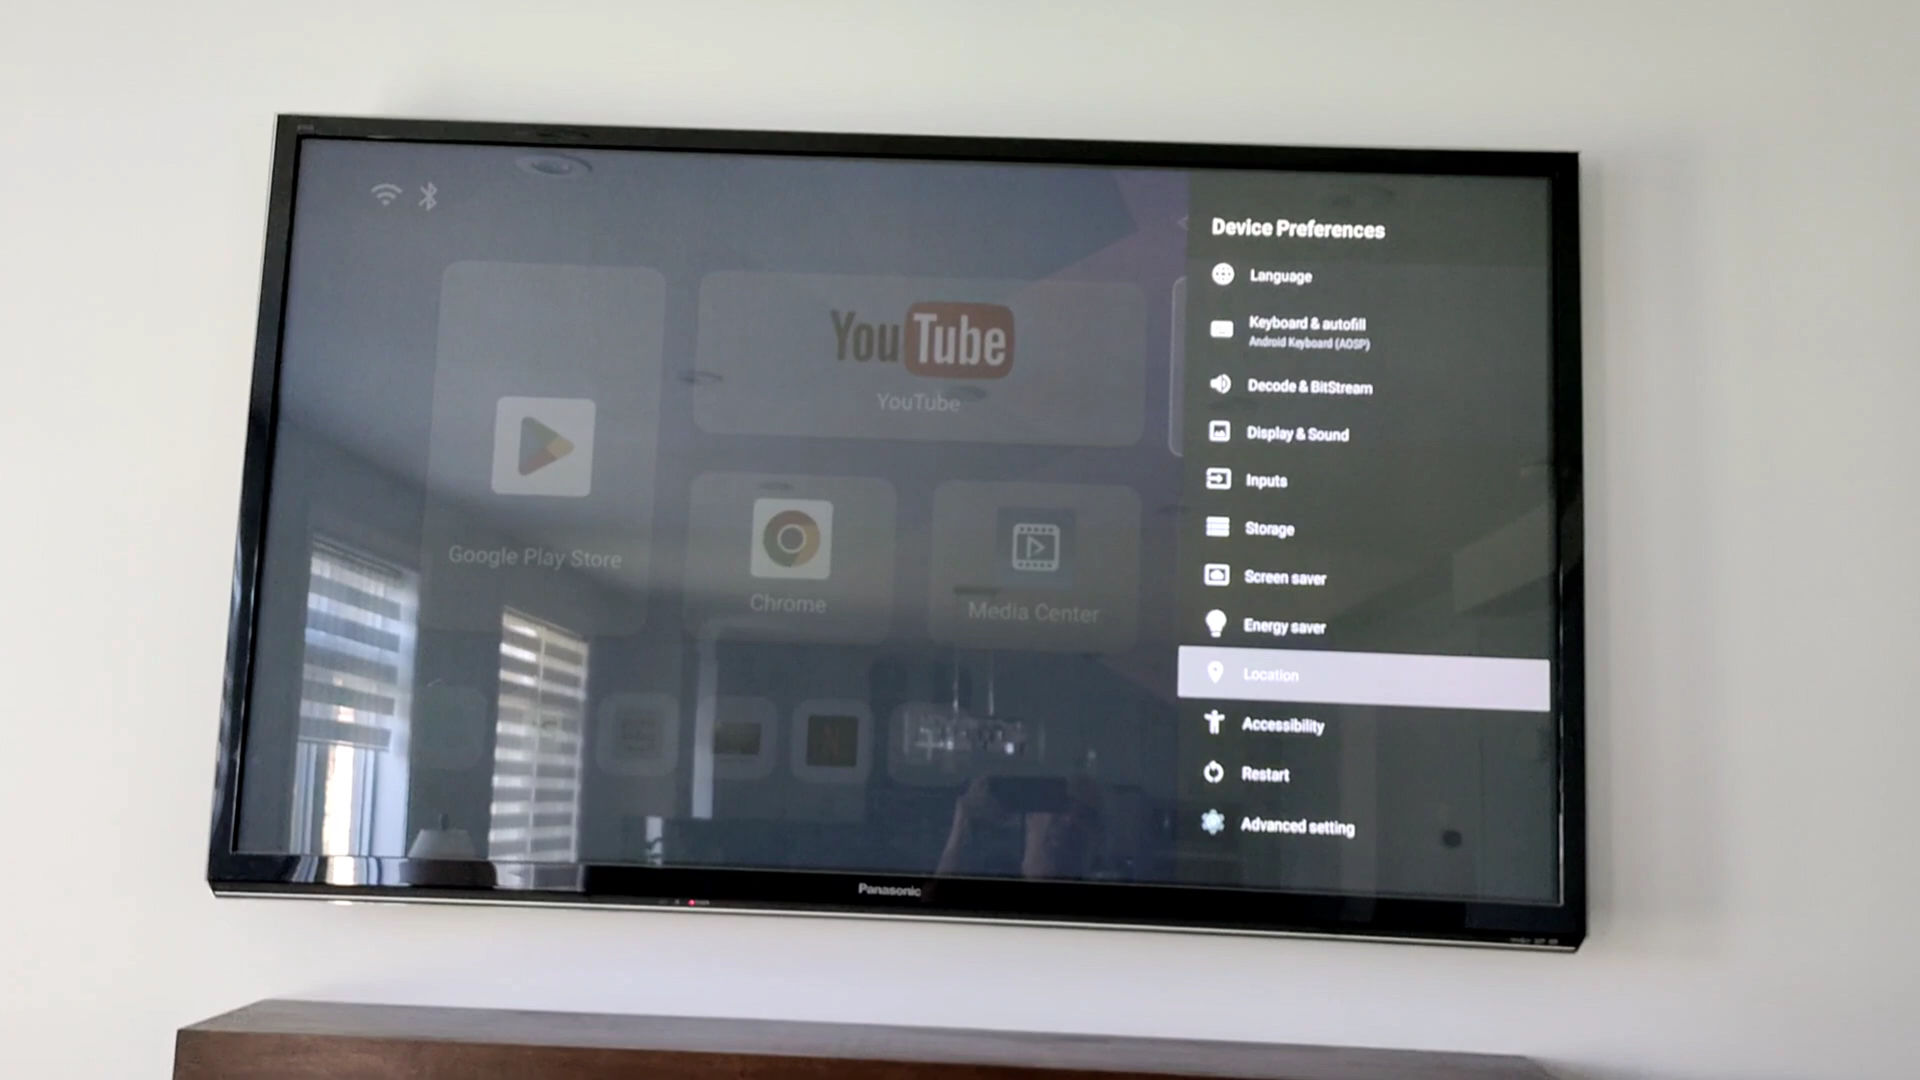 Device Preferences
Language
Keyboard & autofill
Android Keyboard (AOSP)
Decode & BitStream
Display & Sound
Inputs
Storage
Screen saver
Energy saver
Location
Accessibility
Restart
Advanced setting
YouTube
YouTube
Google Play Store
Chrome
Media Center
Panasonic